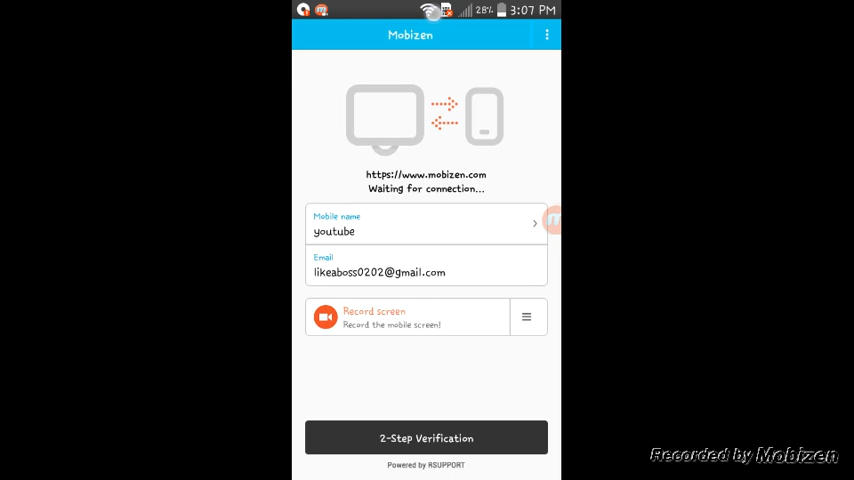 28% 3:07 PM
Mobizen
https://www.mobizen.com
Waiting for connection...
Mobile name
youtube
Email
likeaboss0202@gmail.com
Record screen
Record the mobile screen!
2-Step Verification
Powered by RSUPPORT
Recorded by Mobizen